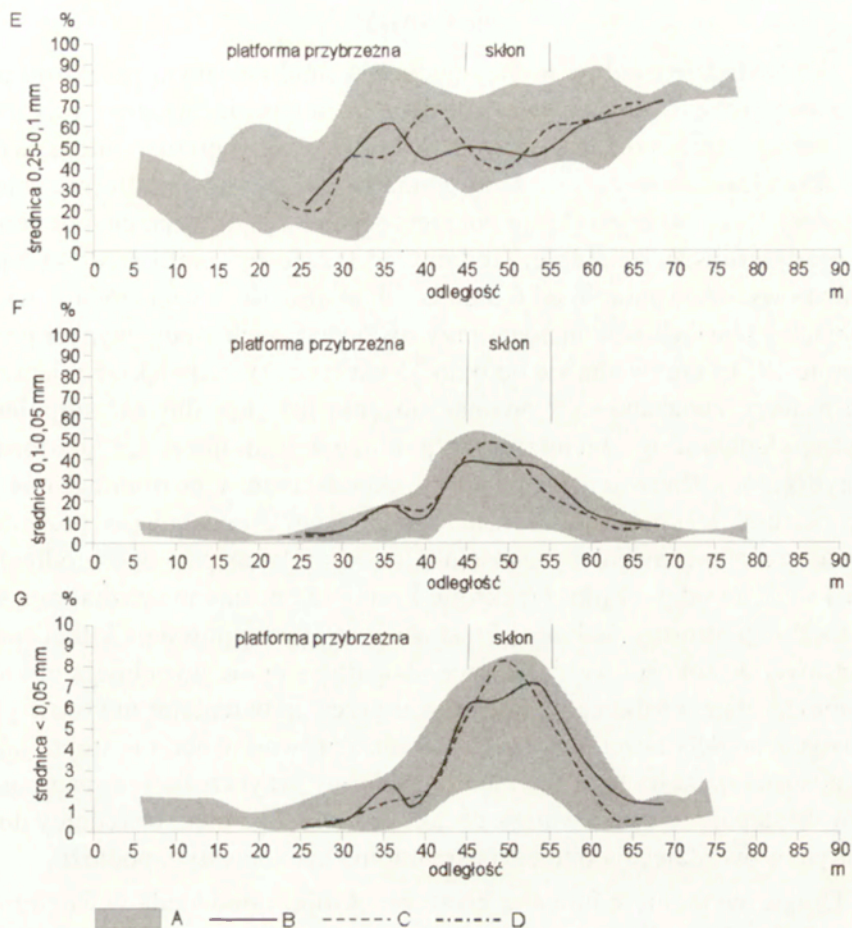 E %
średnica 0,25-0,1 mm
100
90
80
70
60
50
40
30
20
10
0
platforma przybrzeżna skłon
0 5 10 15 20 25 30 35 40 45 50 55 60 65 70 75 80 85 90
odległość m
F %
średnica 0,1-0,05 mm
100
90
80
70
60
50
40
30
20
10
0
platforma przybrzeżna skłon
0 5 10 15 20 25 30 35 40 45 50 55 60 65 70 75 80 85 90
odległość m
G %
średnica < 0,05 mm
10
9
8
7
6
5
4
3
2
1
0
platforma przybrzeżna skłon
0 5 10 15 20 25 30 35 40 45 50 55 60 65 70 75 80 85 90
odległość m
A B C D